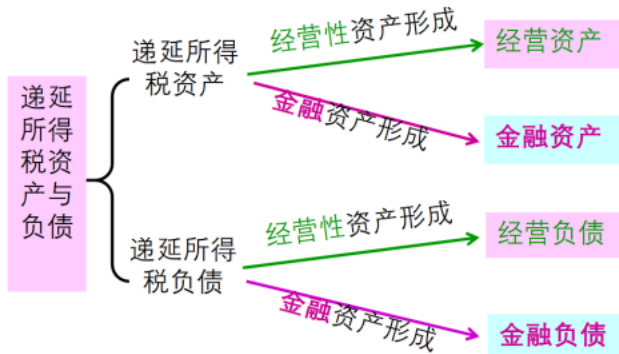 递延
所得
税资
产与
负债
递延所得
税资产
经营性资产形成
经营资产
金融资产形成
金融资产
递延所得
税负债
经营性资产形成
经营负债
金融资产形成
金融负债